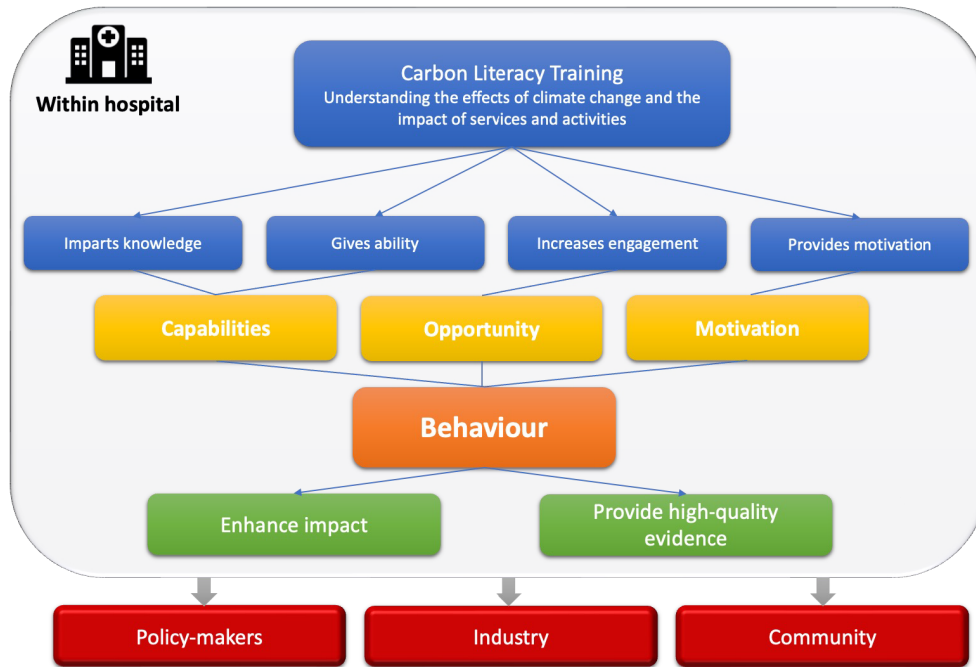 Within hospital
Carbon Literacy Training
Understanding the effects of climate change and the
impact of services and activities
Imparts knowledge
Gives ability
Increases engagement
Provides motivation
Capabilities
Opportunity
Motivation
Behaviour
Enhance impact
Provide high-quality
evidence
Policy-makers
Industry
Community